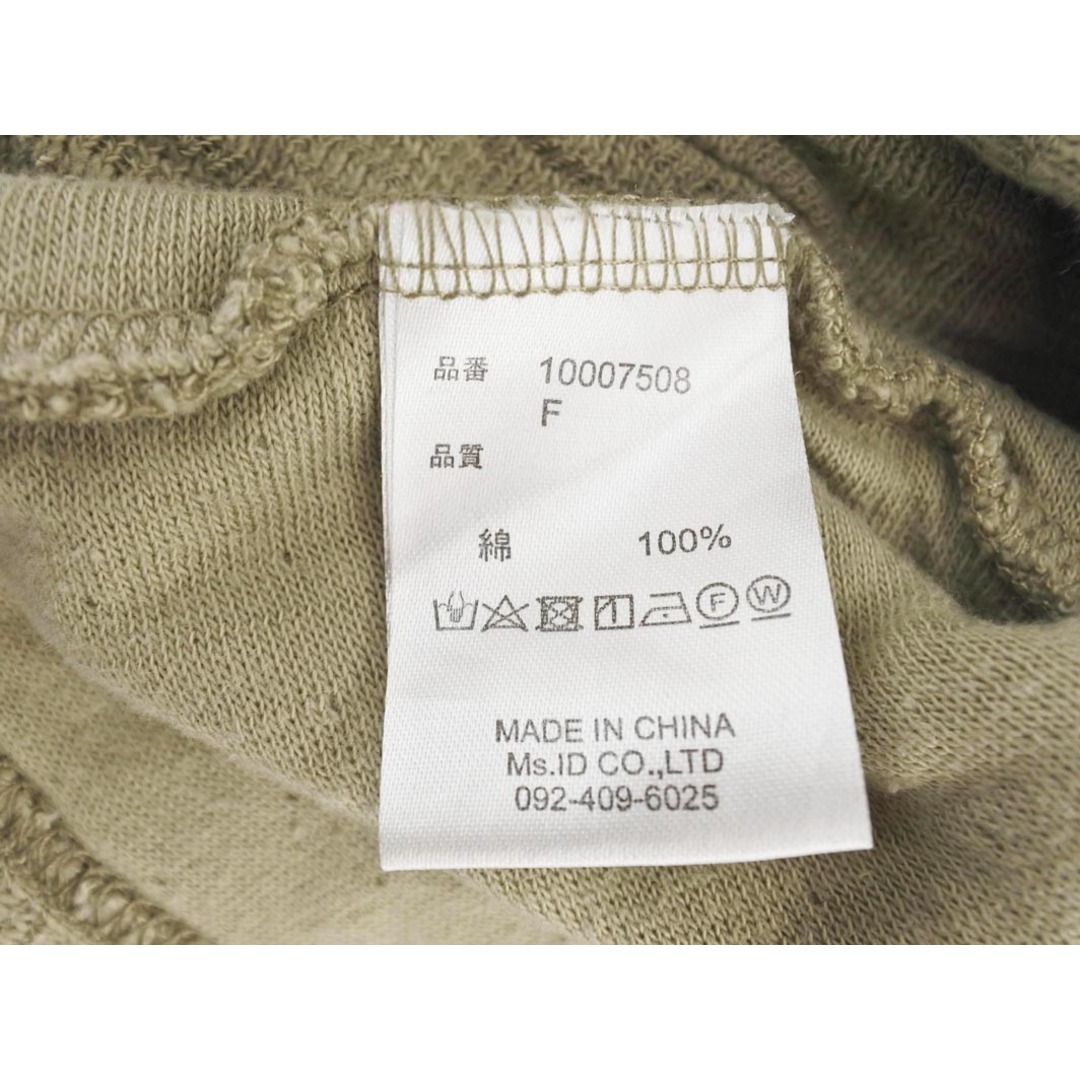 品番 10007508
F
品質
綿 100%
F W
MADE IN CHINA
Ms.ID CO.,LTD
092-409-6025